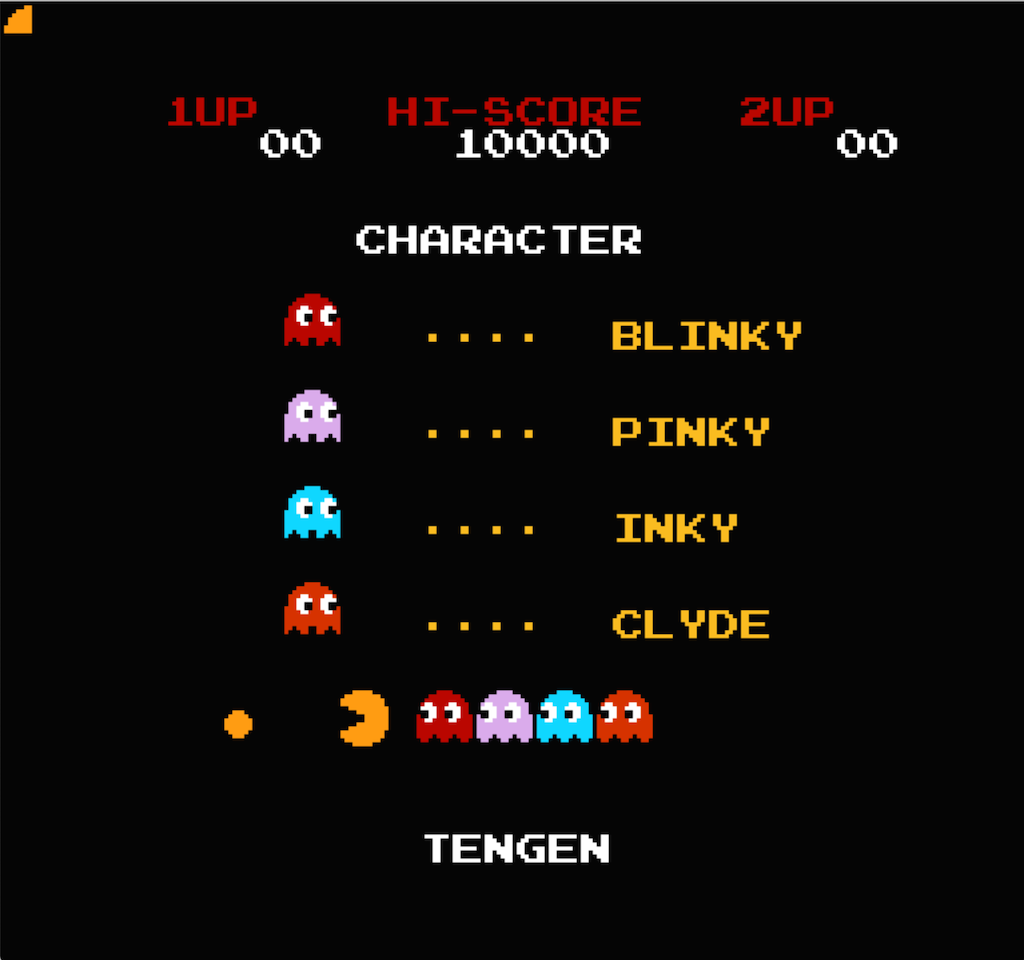 1UP HI-SCORE 2UP
00 10000 00
CHARACTER
.... BLINKY
.... PINKY
.... INKY
.... CLYDE
TENGEN